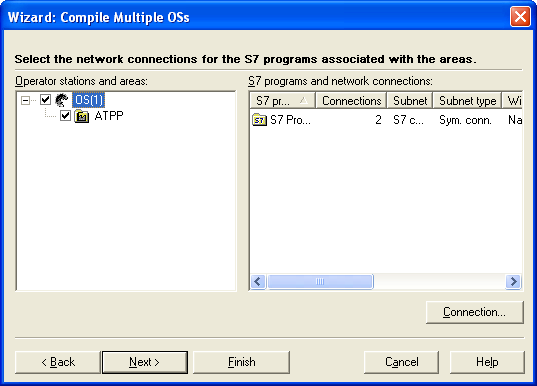 Wizard: Compile Multiple OSs
Select the network connections for the S7 programs associated with the areas.
Operator stations and areas:
S7 programs and network connections:
OS(1)
ATPP
S7 pr... Connections Subnet Subnet type Wi
S7 Pro... 2 S7 c... Sym. conn. Na
Connection...
< Back Next > Finish Cancel Help